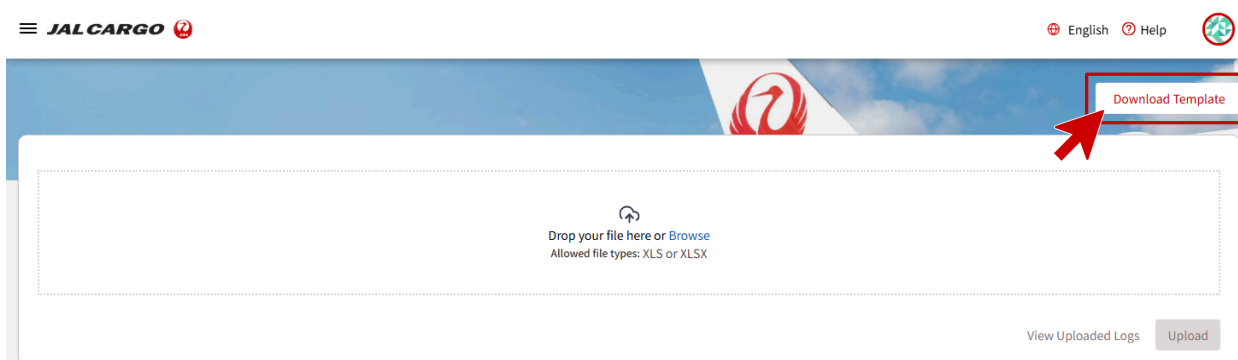 JAL CARGO
English Help
Download Template
Drop your file here or Browse
Allowed file types: XLS or XLSX
View Uploaded Logs Upload